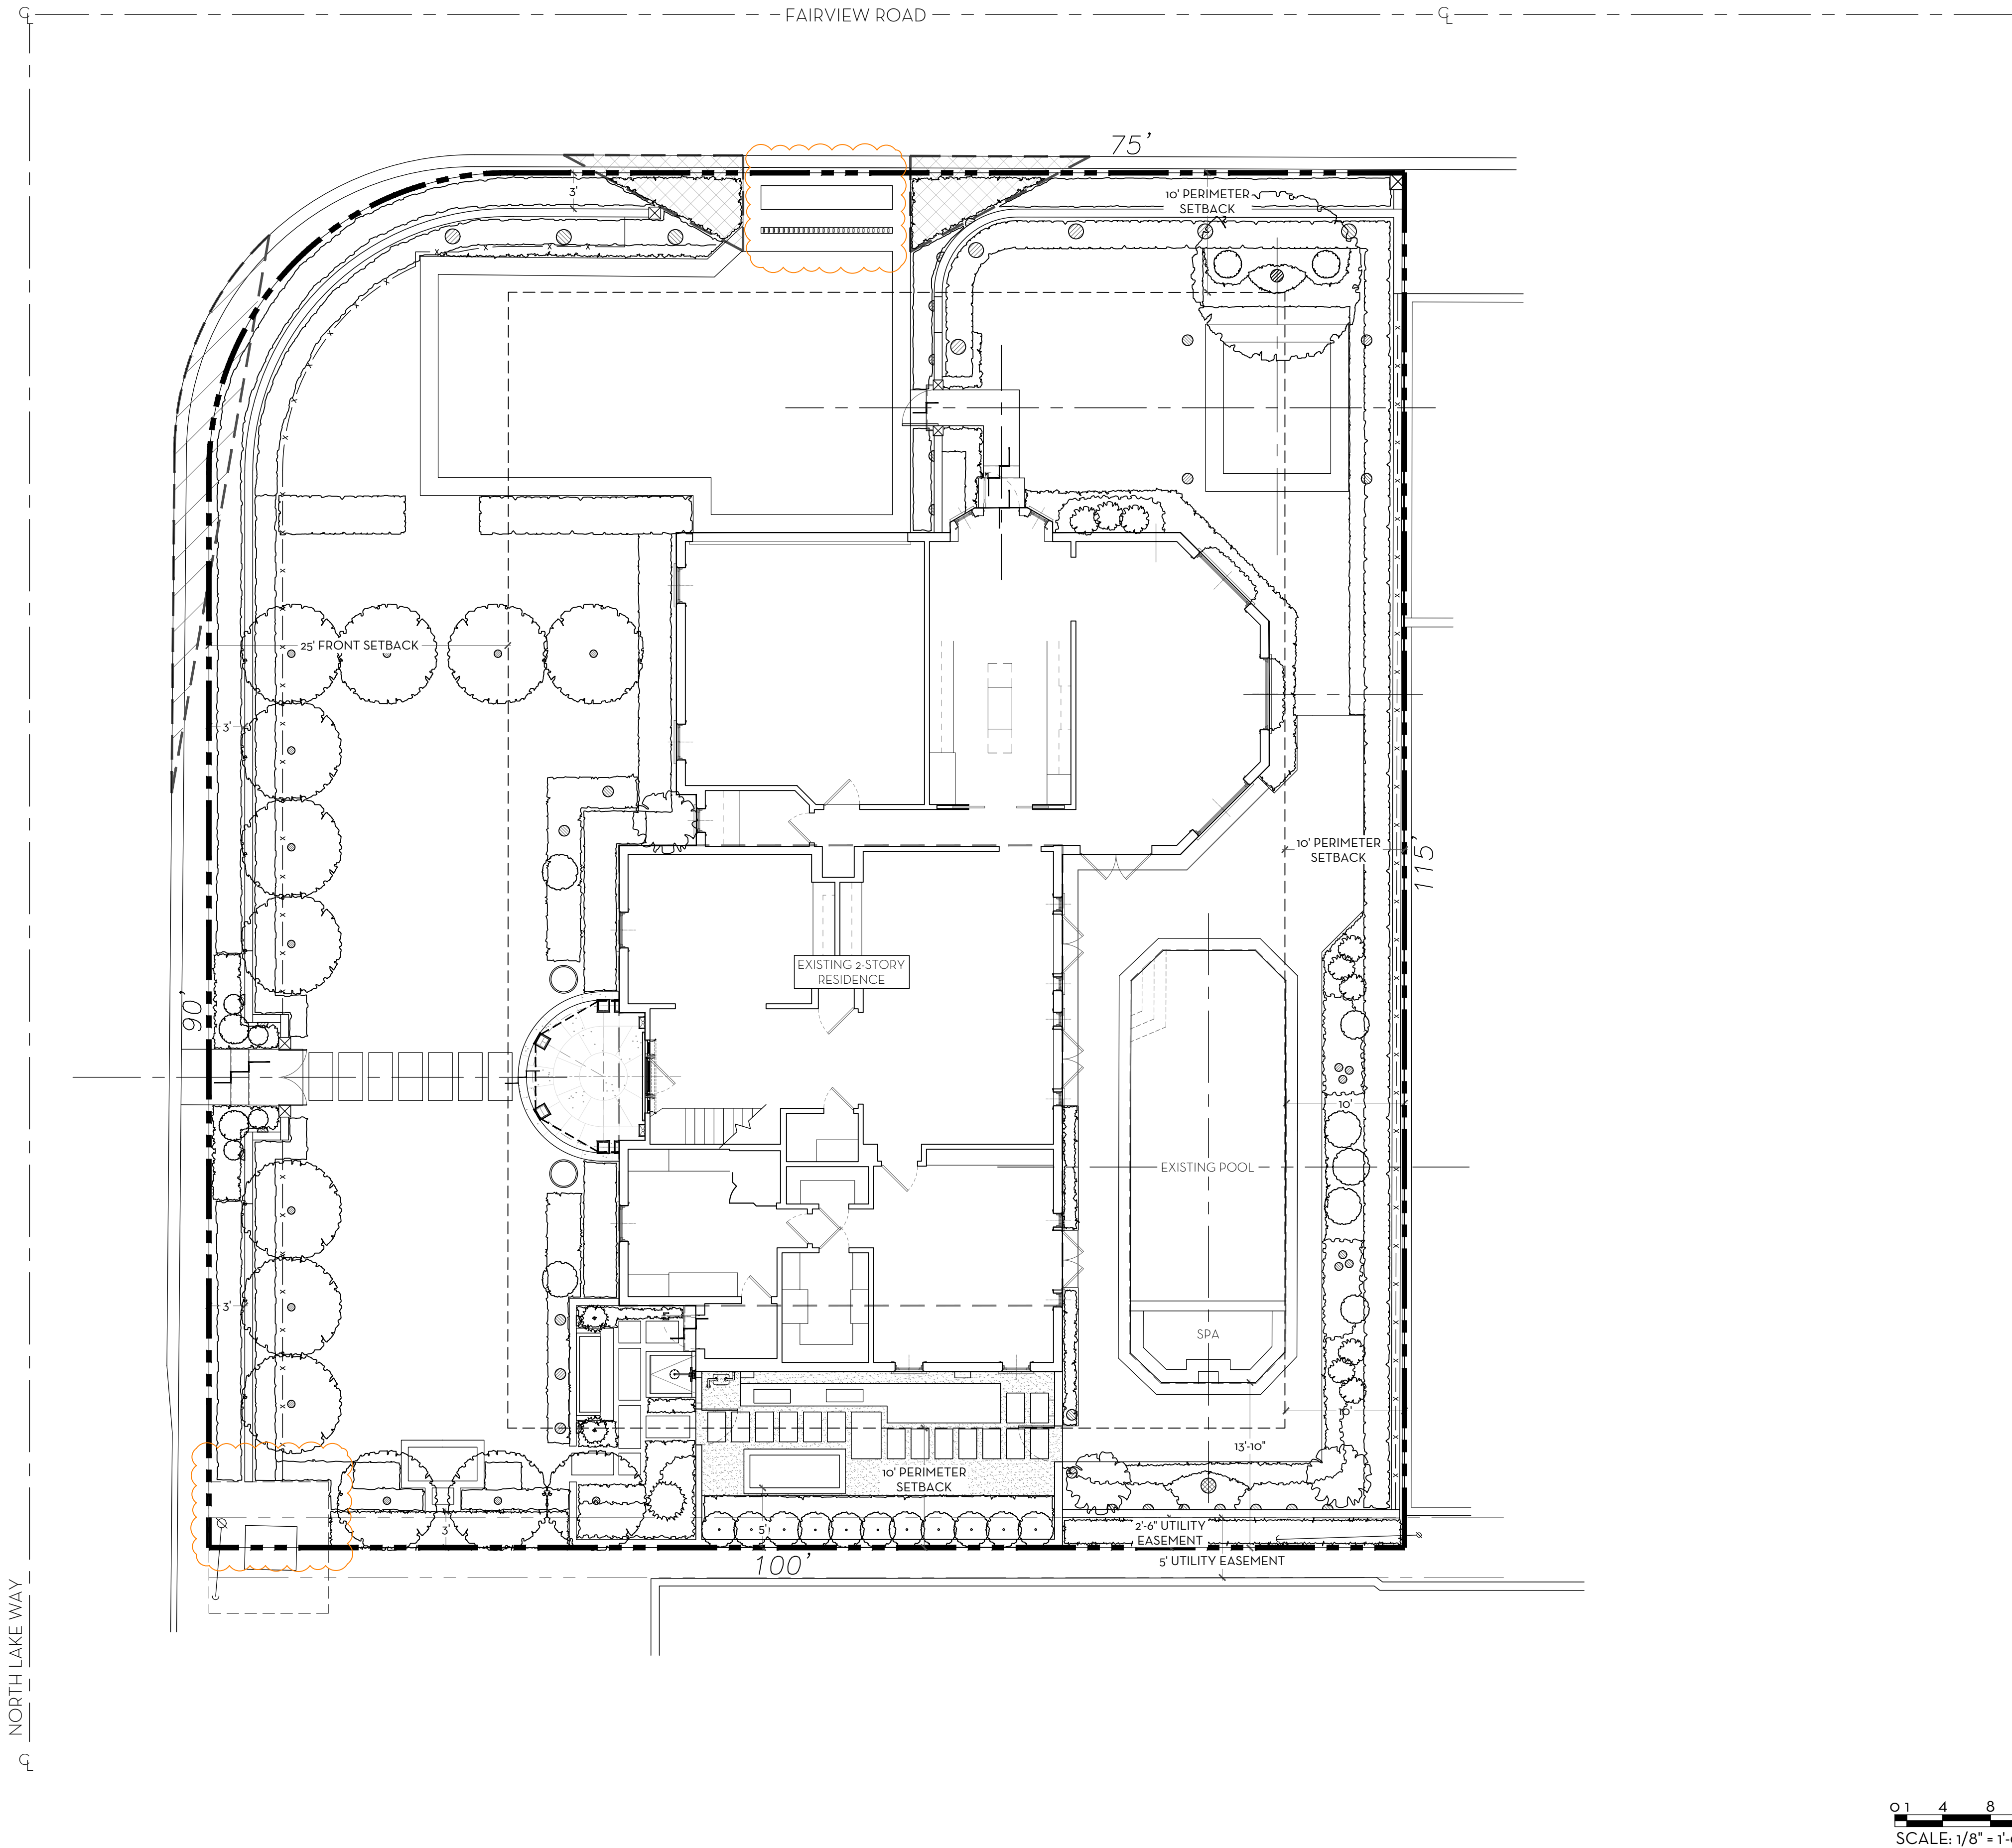 FAIRVIEW ROAD
75'
3'
10' PERIMETER
SETBACK
25' FRONT SETBACK
3'
10' PERIMETER
SETBACK
115'
EXISTING 2-STORY
RESIDENCE
90'
10'
EXISTING POOL
3'
SPA
10'
13'-10"
10' PERIMETER
SETBACK
3'
5'
2'-6" UTILITY
EASEMENT
5' UTILITY EASEMENT
100'
NORTH LAKE WAY
0 1 4 8
SCALE: 1/8" = 1'-